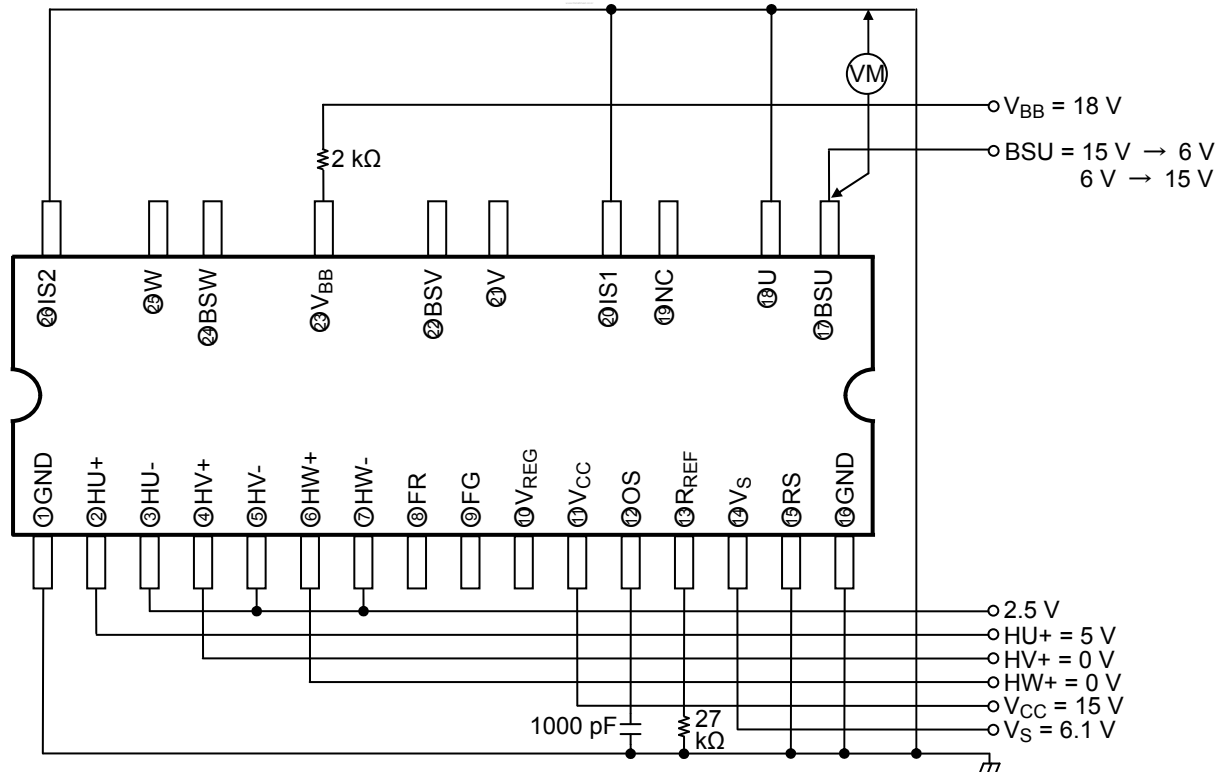 VM
V_BB = 18 V
BSU = 15 V → 6 V
6 V → 15 V
2 kΩ
㉖IS2
㉕W
㉔BSW
㉓V_BB
㉒BSV
㉑V
⑳IS1
⑲NC
⑱U
⑰BSU
①GND
②HU+
③HU-
④HV+
⑤HV-
⑥HW+
⑦HW-
⑧FR
⑨FG
⑩V_REG
⑪V_CC
⑫OS
⑬R_REF
⑭V_S
⑮RS
⑯GND
2.5 V
HU+ = 5 V
HV+ = 0 V
HW+ = 0 V
V_CC = 15 V
V_S = 6.1 V
1000 pF
27
kΩ